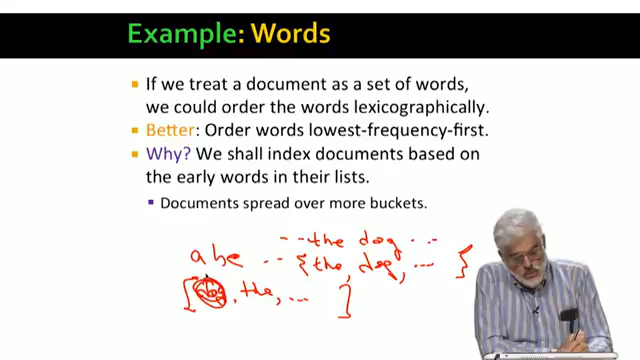 Example: Words
If we treat a document as a set of words,
we could order the words lexicographically.
Better: Order words lowest-frequency-first.
Why? We shall index documents based on
the early words in their lists.
Documents spread over more buckets.
--the dog ...
abe -- {the, dog, ... }
[dog, the, ... ]